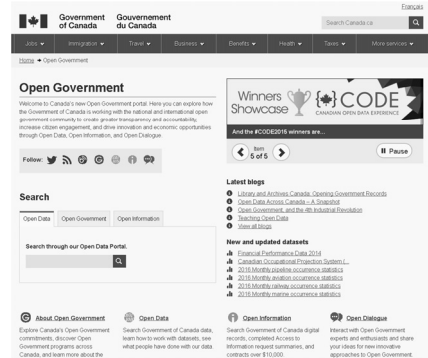 Français
Government of Canada
Gouvernement du Canada
Search Canada.ca
Jobs
Immigration
Travel
Business
Benefits
Health
Taxes
More services
Home → Open Government
Open Government
Welcome to Canada's new Open Government portal. Here you can explore how
the Government of Canada is working with the national and international open
government community to create greater transparency and accountability,
increase citizen engagement, and drive innovation and economic opportunities
through Open Data, Open Information, and Open Dialogue.
Follow:
Search
Open Data
Open Government
Open Information
Search through our Open Data Portal.
Winners
Showcase
{ } CODE
CANADIAN OPEN DATA EXPERIENCE
And the #CODE2015 winners are...
Item
5 of 5
Pause
Latest blogs
Library and Archives Canada: Opening Government Records
Open Data Across Canada – A Snapshot
Open Government, and the 4th Industrial Revolution
Teaching Open Data
View all blogs
New and updated datasets
Financial Performance Data 2014
Canadian Occupational Projection System (...
2016 Monthly pipeline occurrence statistics
2016 Monthly aviation occurrence statistics
2016 Monthly railway occurrence statistics
2016 Monthly marine occurrence statistics
About Open Government
Explore Canada's Open Government
commitments, discover Open
Government programs across
Canada, and learn more about the
Open Data
Search Government of Canada data,
learn how to work with datasets, see
what people have done with our data.
Open Information
Search Government of Canada digital
records, completed Access to
Information request summaries, and
contracts over $10,000.
Open Dialogue
Interact with Open Government
experts and enthusiasts and share
your ideas for new innovative
approaches to Open Government.